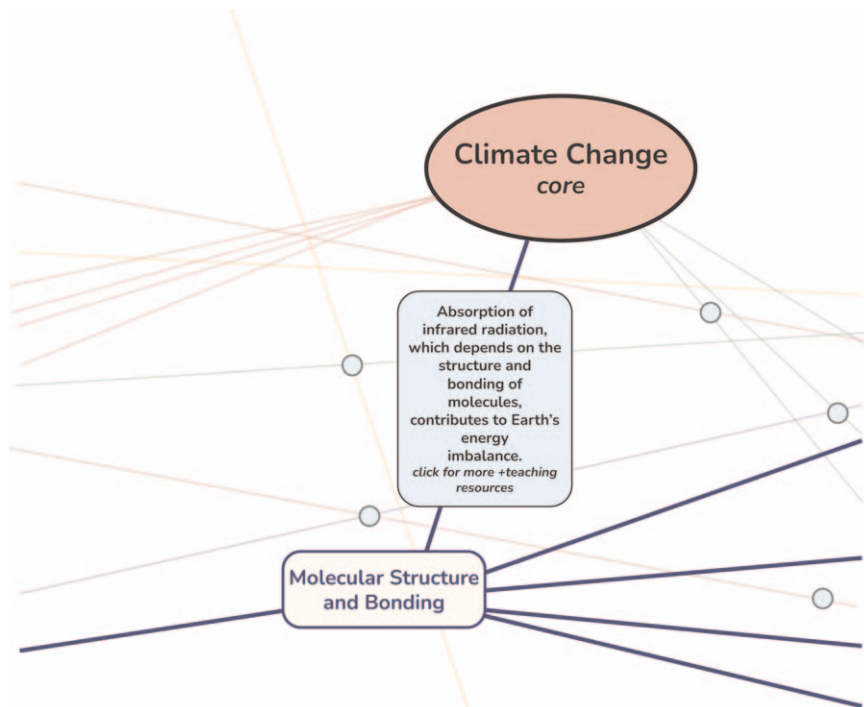 Climate Change
core
Absorption of
infrared radiation,
which depends on the
structure and
bonding of
molecules,
contributes to Earth's
energy
imbalance.
click for more +teaching
resources
Molecular Structure
and Bonding